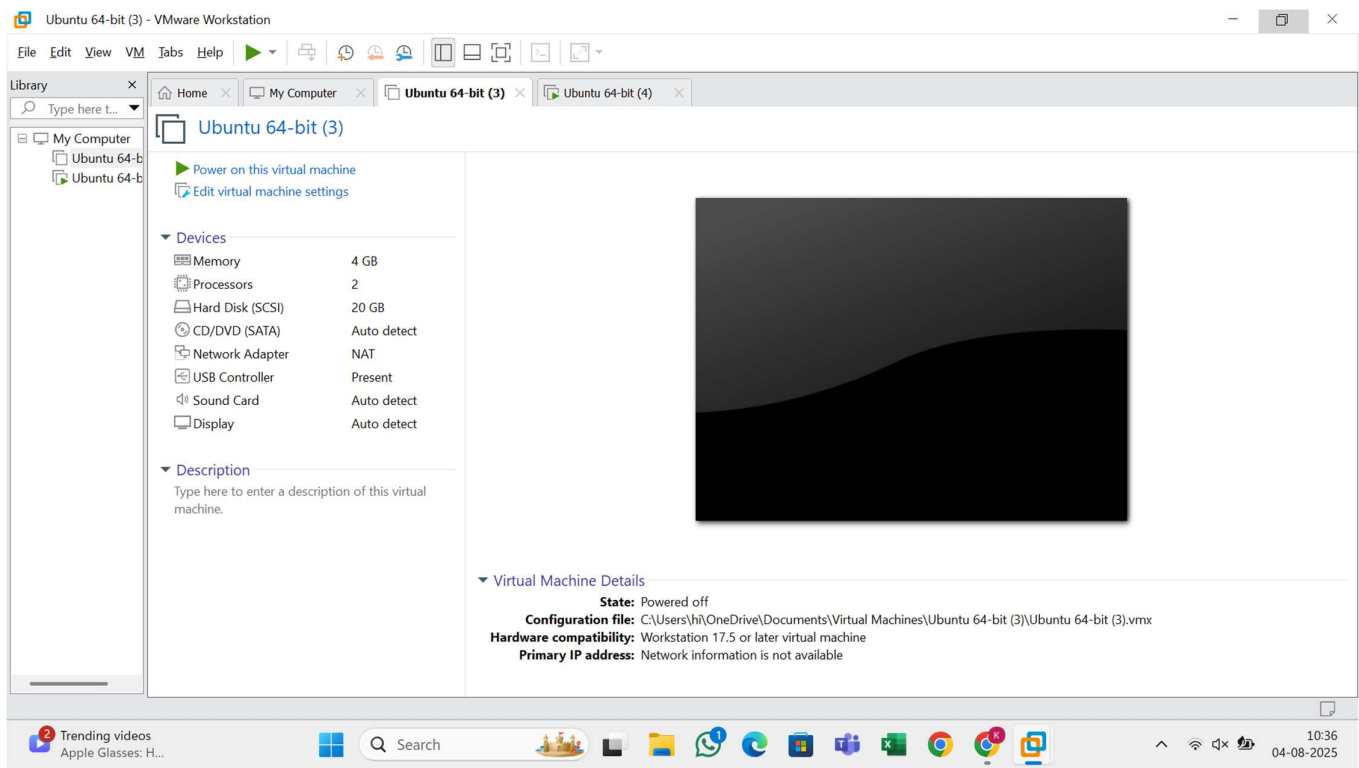 Ubuntu 64-bit (3) - VMware Workstation
File Edit View VM Tabs Help
Library
Type here t...
My Computer
Ubuntu 64-b
Ubuntu 64-b
Home My Computer Ubuntu 64-bit (3) Ubuntu 64-bit (4)
Ubuntu 64-bit (3)
Power on this virtual machine
Edit virtual machine settings
Devices
Memory 4 GB
Processors 2
Hard Disk (SCSI) 20 GB
CD/DVD (SATA) Auto detect
Network Adapter NAT
USB Controller Present
Sound Card Auto detect
Display Auto detect
Description
Type here to enter a description of this virtual
machine.
Virtual Machine Details
State: Powered off
Configuration file: C:\Users\hi\OneDrive\Documents\Virtual Machines\Ubuntu 64-bit (3)\Ubuntu 64-bit (3).vmx
Hardware compatibility: Workstation 17.5 or later virtual machine
Primary IP address: Network information is not available
2
Trending videos
Apple Glasses: H...
Search
1
K
10:36
04-08-2025